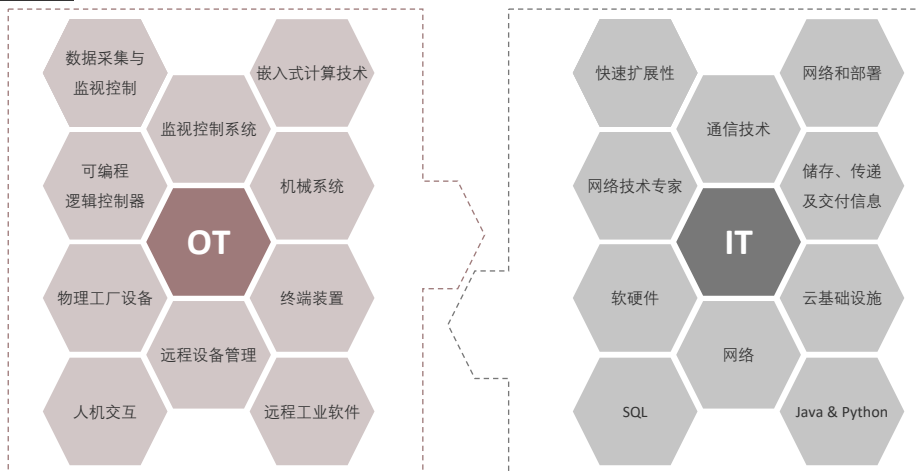 数据采集与
监视控制
嵌入式计算技术
监视控制系统
可编程
逻辑控制器
机械系统
OT
物理工厂设备
终端装置
远程设备管理
人机交互
远程工业软件
快速扩展性
网络和部署
通信技术
网络技术专家
储存、传递
及交付信息
IT
软硬件
云基础设施
网络
SQL
Java & Python